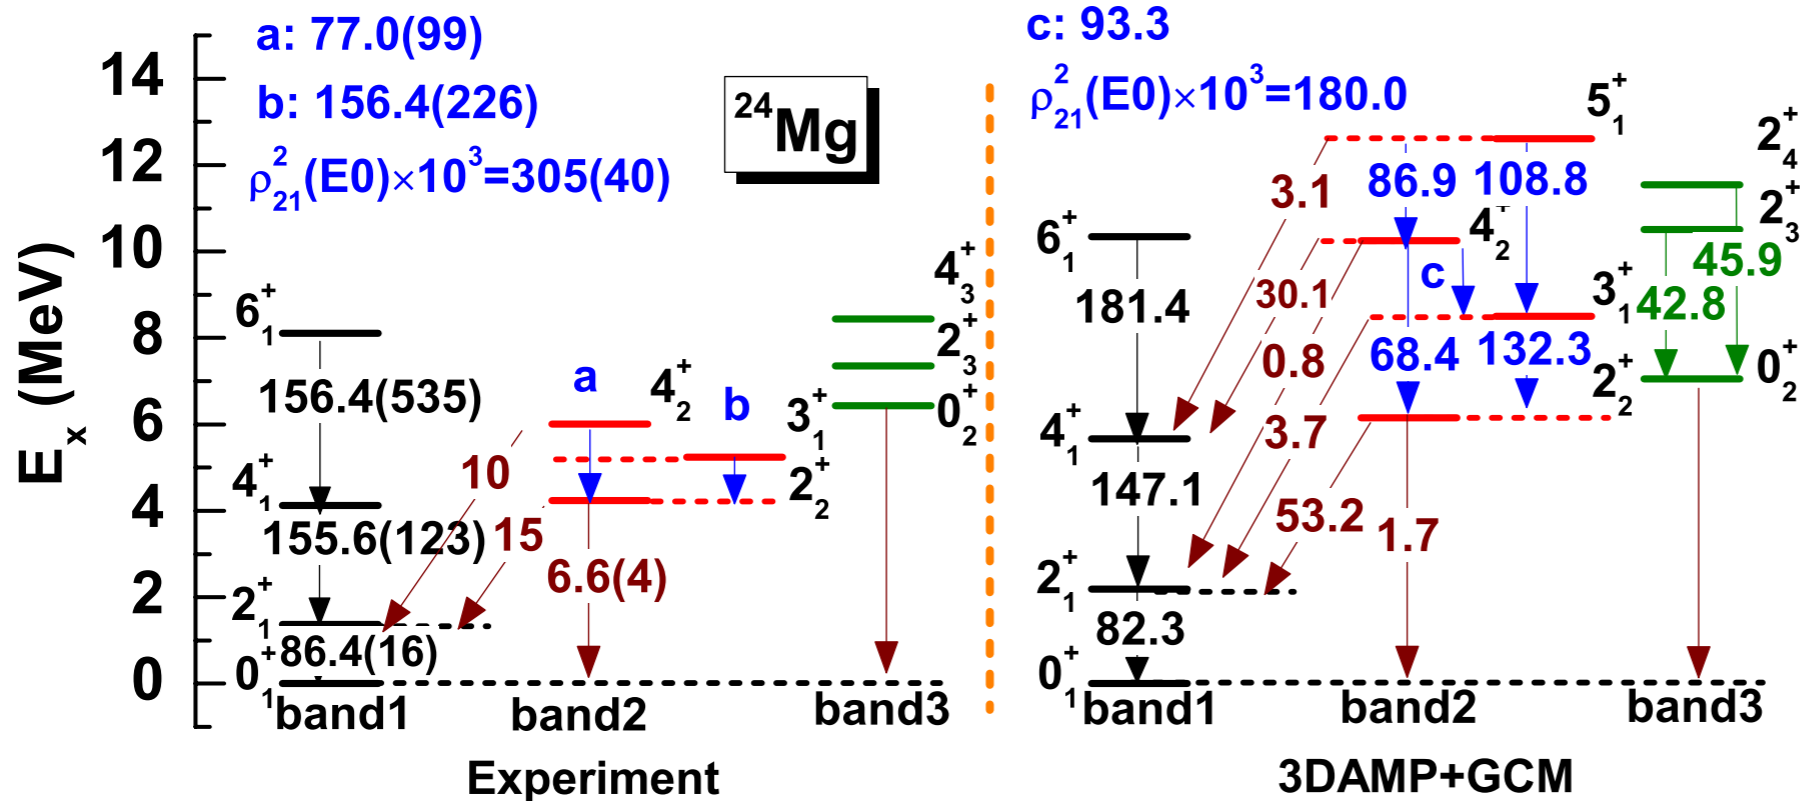 a: 77.0(99)
b: 156.4(226)
ρ²₂₁(E0)×10³=305(40)
²⁴Mg
c: 93.3
ρ²₂₁(E0)×10³=180.0
Eₓ (MeV)
14
12
10
8
6
4
2
0
6⁺₁
156.4(535)
4⁺₁
155.6(123)
2⁺₁
86.4(16)
0⁺₁
band1
10
15
a
4⁺₂
b
3⁺₁
2⁺₂
6.6(4)
band2
4⁺₃
2⁺₃
0⁺₂
band3
Experiment
6⁺₁
181.4
4⁺₁
147.1
2⁺₁
82.3
0⁺₁
band1
3.1
30.1
0.8
3.7
53.2
1.7
5⁺₁
86.9
108.8
4⁺₂
c
3⁺₁
68.4
132.3
2⁺₂
band2
2⁺₄
2⁺₃
45.9
42.8
0⁺₂
band3
3DAMP+GCM